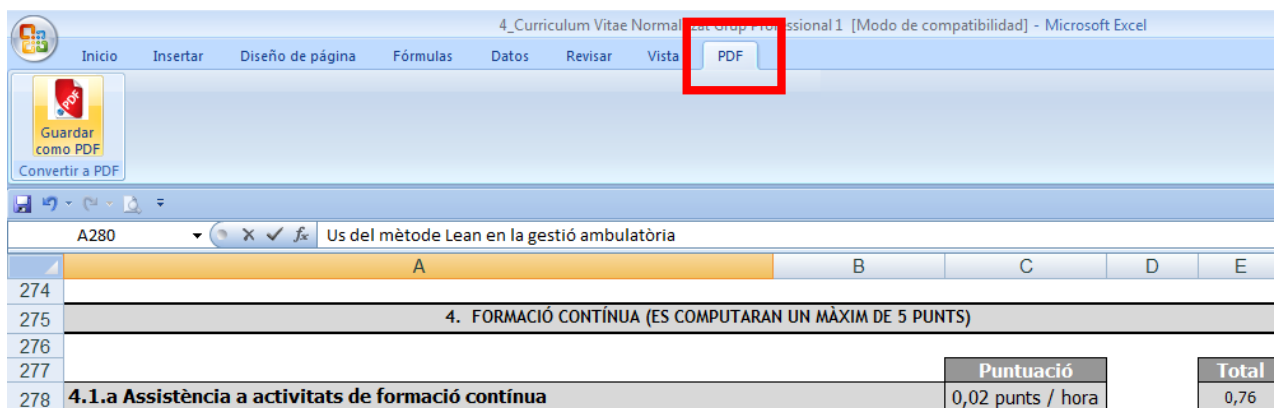 4_Curriculum Vitae Normalitzat Grup Professional 1 [Modo de compatibilidad] - Microsoft Excel
Inicio Insertar Diseño de página Fórmulas Datos Revisar Vista PDF
PDF
Guardar
como PDF
Convertir a PDF
A280 fx Us del mètode Lean en la gestió ambulatòria
A B C D E
274
275 4. FORMACIÓ CONTÍNUA (ES COMPUTARAN UN MÀXIM DE 5 PUNTS)
276
277 Puntuació Total
278 4.1.a Assistència a activitats de formació contínua 0,02 punts / hora 0,76